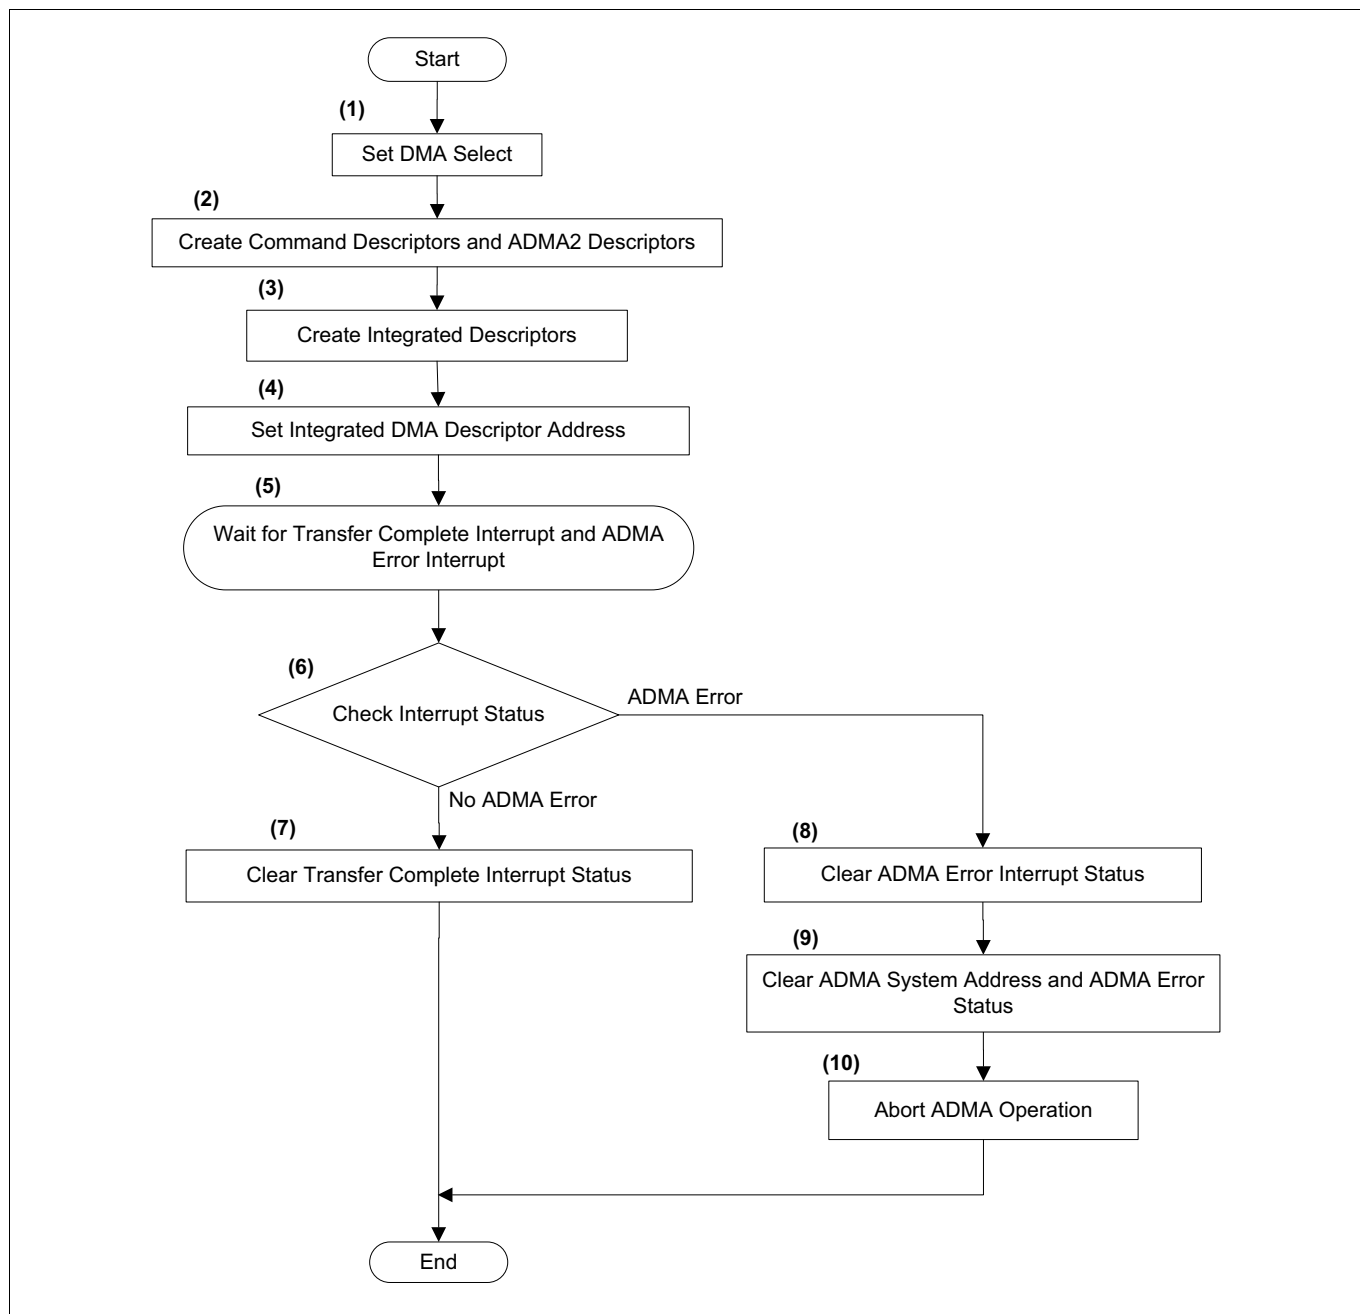 Start
(1)
Set DMA Select
(2)
Create Command Descriptors and ADMA2 Descriptors
(3)
Create Integrated Descriptors
(4)
Set Integrated DMA Descriptor Address
(5)
Wait for Transfer Complete Interrupt and ADMA
Error Interrupt
(6)
Check Interrupt Status
ADMA Error
No ADMA Error
(7)
Clear Transfer Complete Interrupt Status
(8)
Clear ADMA Error Interrupt Status
(9)
Clear ADMA System Address and ADMA Error
Status
(10)
Abort ADMA Operation
End